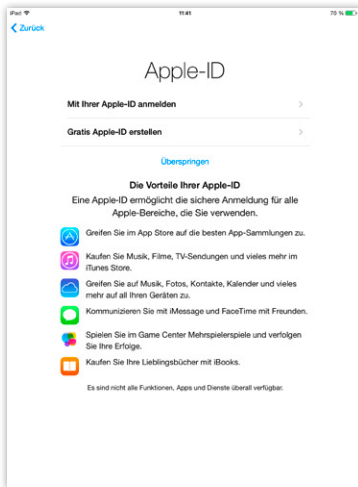 iPad 11:41 78 %
Zurück
Apple-ID
Mit Ihrer Apple-ID anmelden
Gratis Apple-ID erstellen
Überspringen
Die Vorteile Ihrer Apple-ID
Eine Apple-ID ermöglicht die sichere Anmeldung für alle
Apple-Bereiche, die Sie verwenden.
Greifen Sie im App Store auf die besten App-Sammlungen zu.
Kaufen Sie Musik, Filme, TV-Sendungen und vieles mehr im
iTunes Store.
Greifen Sie auf Musik, Fotos, Kontakte, Kalender und vieles
mehr auf all Ihren Geräten zu.
Kommunizieren Sie mit iMessage und FaceTime mit Freunden.
Spielen Sie im Game Center Mehrspielerspiele und verfolgen
Sie Ihre Erfolge.
Kaufen Sie Ihre Lieblingsbücher mit iBooks.
Es sind nicht alle Funktionen, Apps und Dienste überall verfügbar.